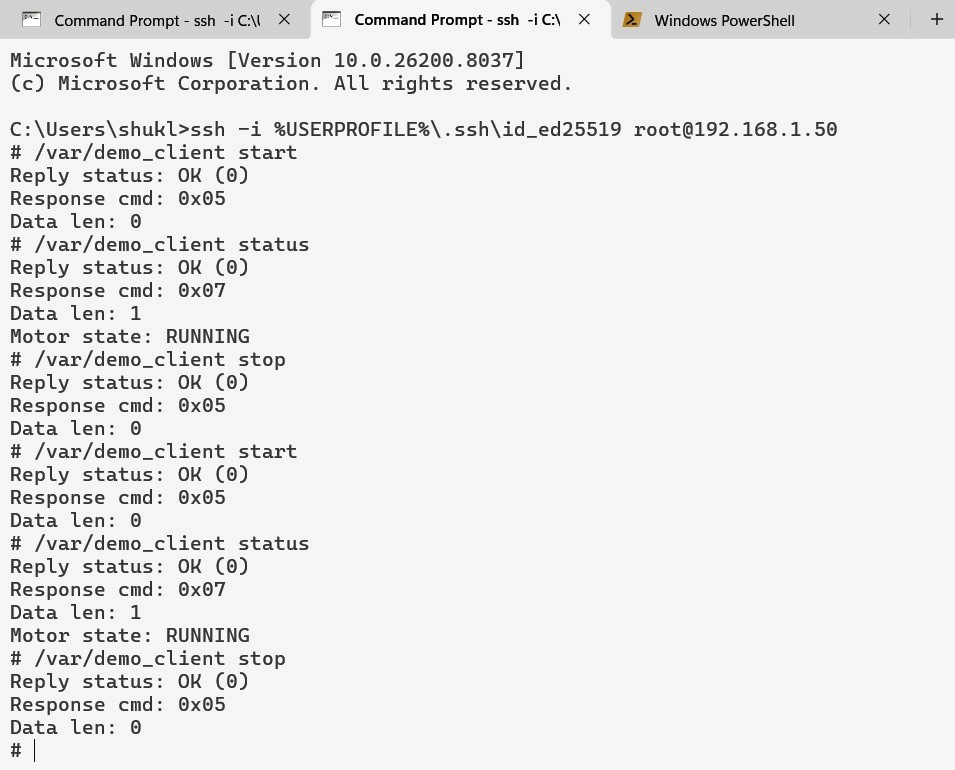 Command Prompt - ssh -i C:\U
Command Prompt - ssh -i C:\
Windows PowerShell
Microsoft Windows [Version 10.0.26200.8037]
(c) Microsoft Corporation. All rights reserved.
C:\Users\shukl>ssh -i %USERPROFILE%\.ssh\id_ed25519 root@192.168.1.50
# /var/demo_client start
Reply status: OK (0)
Response cmd: 0x05
Data len: 0
# /var/demo_client status
Reply status: OK (0)
Response cmd: 0x07
Data len: 1
Motor state: RUNNING
# /var/demo_client stop
Reply status: OK (0)
Response cmd: 0x05
Data len: 0
# /var/demo_client start
Reply status: OK (0)
Response cmd: 0x05
Data len: 0
# /var/demo_client status
Reply status: OK (0)
Response cmd: 0x07
Data len: 1
Motor state: RUNNING
# /var/demo_client stop
Reply status: OK (0)
Response cmd: 0x05
Data len: 0
#